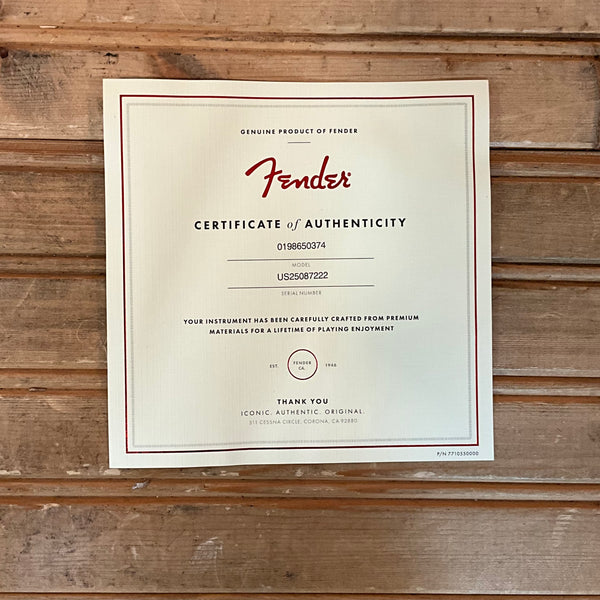 GENUINE PRODUCT OF FENDER
Fender
CERTIFICATE of AUTHENTICITY
0198650374
MODEL
US25087222
SERIAL NUMBER
YOUR INSTRUMENT HAS BEEN CAREFULLY CRAFTED FROM PREMIUM
MATERIALS FOR A LIFETIME OF PLAYING ENJOYMENT
EST. FENDER CA. 1946
THANK YOU
ICONIC. AUTHENTIC. ORIGINAL.
311 CESSNA CIRCLE, CORONA, CA 92880
P/N 7710550000